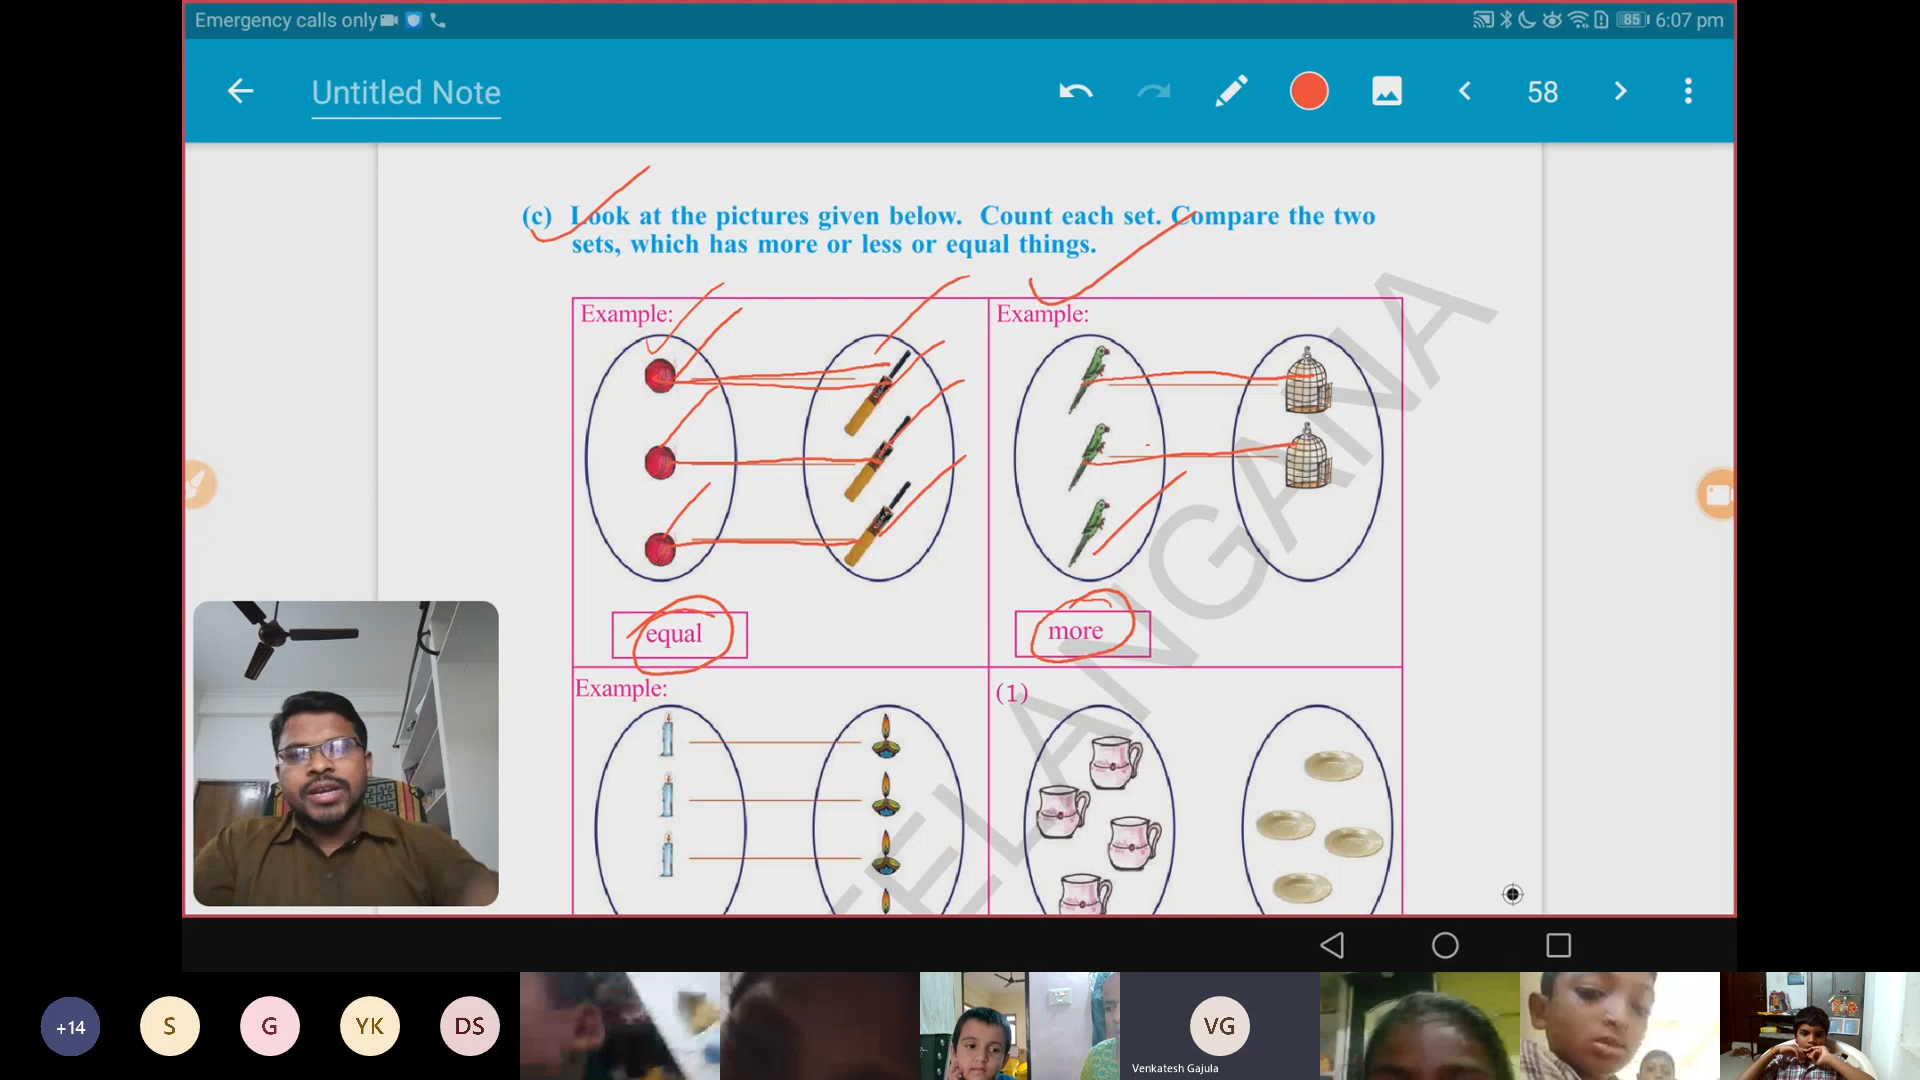 Emergency calls only
85 6:07 pm
Untitled Note
58
(c) Look at the pictures given below. Count each set. Compare the two
sets, which has more or less or equal things.
Example:
Example:
equal
more
Example:
(1)
TELANGANA
+14
S
G
YK
DS
VG
Venkatesh Gajula